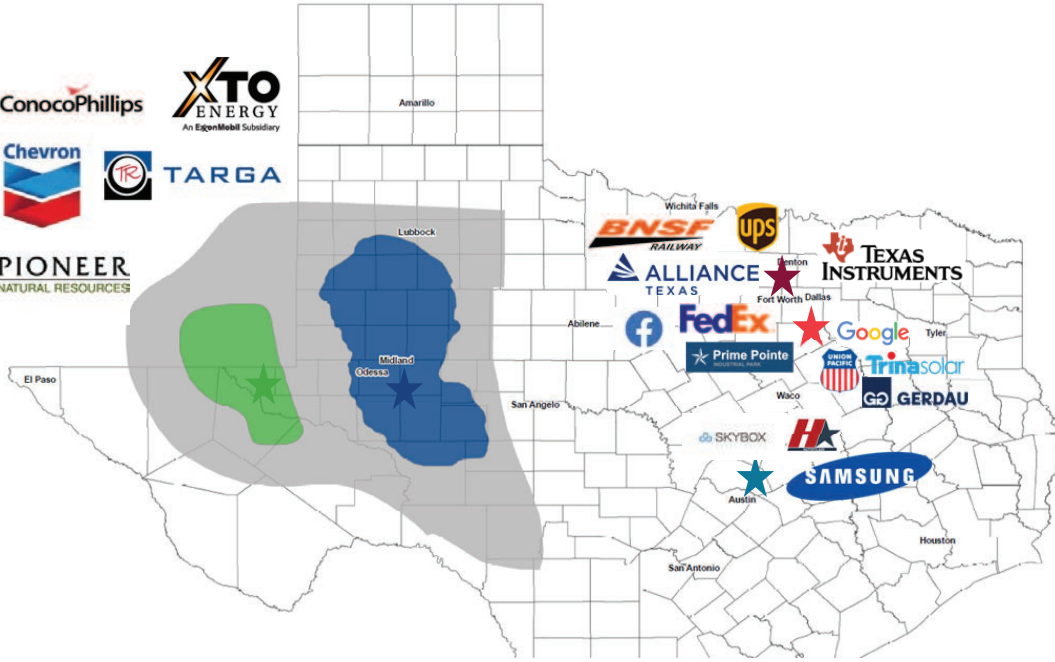 Amarillo
ConocoPhillips
XTO
ENERGY
An ExxonMobil Subsidiary
Chevron
TR
TARGA
PIONEER
NATURAL RESOURCES
Lubbock
Midland
Odessa
El Paso
Abilene
San Angelo
Wichita Falls
BNSF
RAILWAY
ups
Denton
TEXAS
INSTRUMENTS
ALLIANCE
TEXAS
Fort Worth
Dallas
FedEx
f
Prime Pointe
INDUSTRIAL PARK
Google
Tyler
UNION
PACIFIC
Trinasolar
GERDAU
Waco
SKYBOX
H
SAMSUNG
Austin
Houston
San Antonio